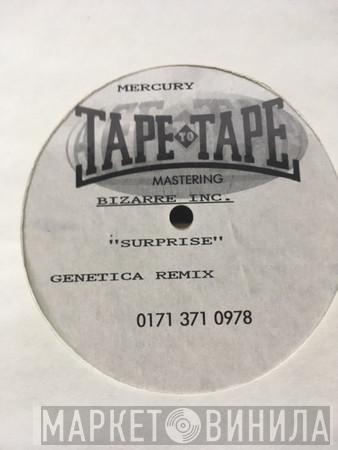 MERCURY
TAPE TO TAPE
MASTERING
BIZARRE INC.
"SURPRISE"
GENETICA REMIX
0171 371 0978
МАРКЕТ ВИНИЛА